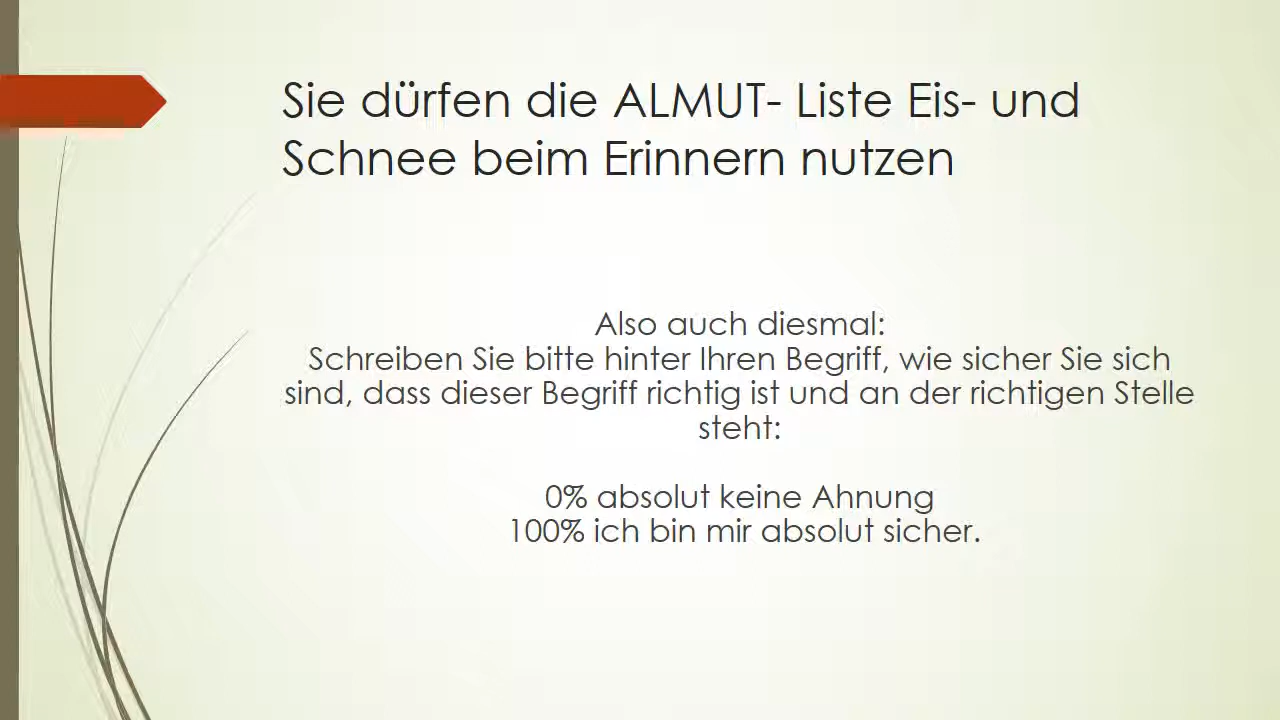 Sie dürfen die ALMUT- Liste Eis- und
Schnee beim Erinnern nutzen
Also auch diesmal:
Schreiben Sie bitte hinter Ihren Begriff, wie sicher Sie sich
sind, dass dieser Begriff richtig ist und an der richtigen Stelle
steht:
0% absolut keine Ahnung
100% ich bin mir absolut sicher.